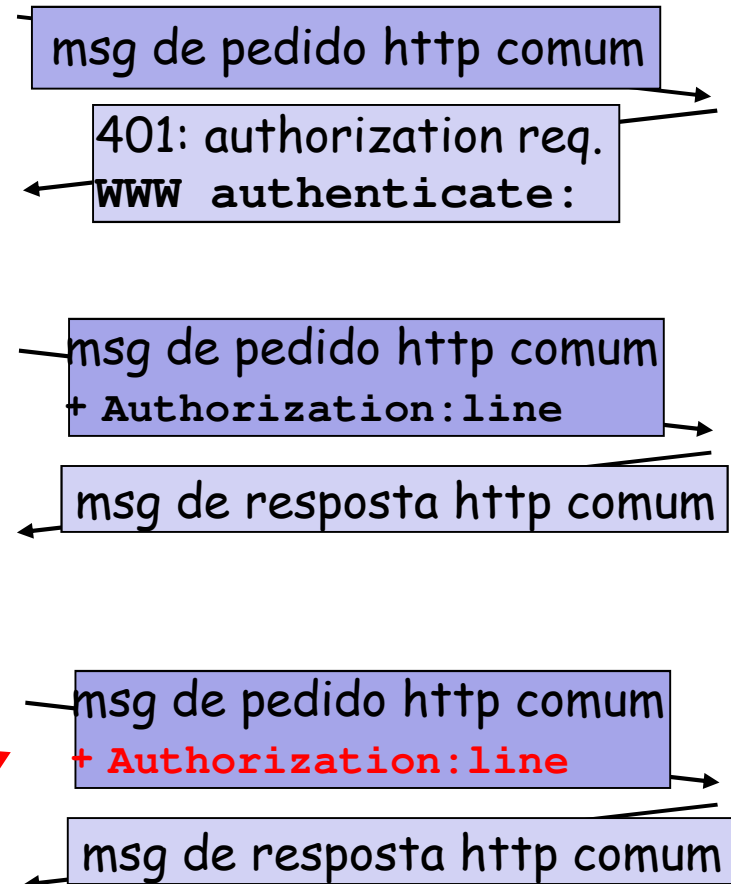 msg de pedido http comum
401: authorization req.
WWW authenticate:
msg de pedido http comum
+ Authorization:line
msg de resposta http comum
msg de pedido http comum
+ Authorization:line
msg de resposta http comum